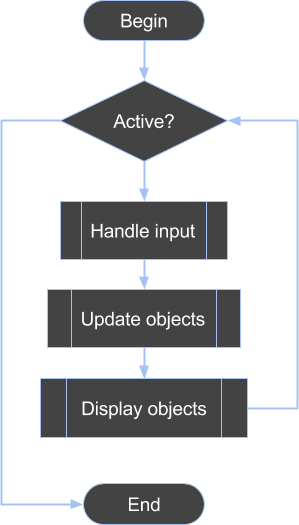 Begin
Active?
Handle input
Update objects
Display objects
End